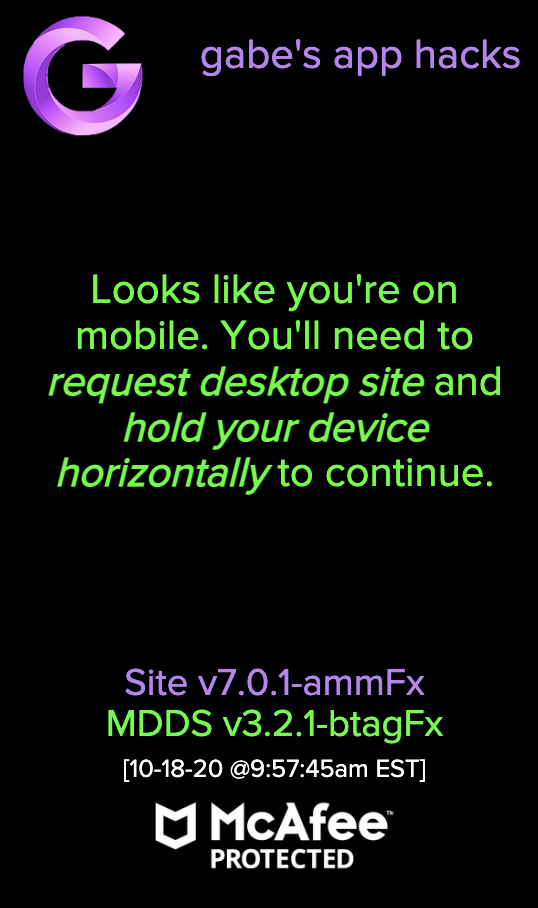 G
gabe's app hacks
Looks like you're on
mobile. You'll need to
request desktop site and
hold your device
horizontally to continue.
Site v7.0.1-ammFx
MDDS v3.2.1-btagFx
[10-18-20 @9:57:45am EST]
McAfee™
PROTECTED